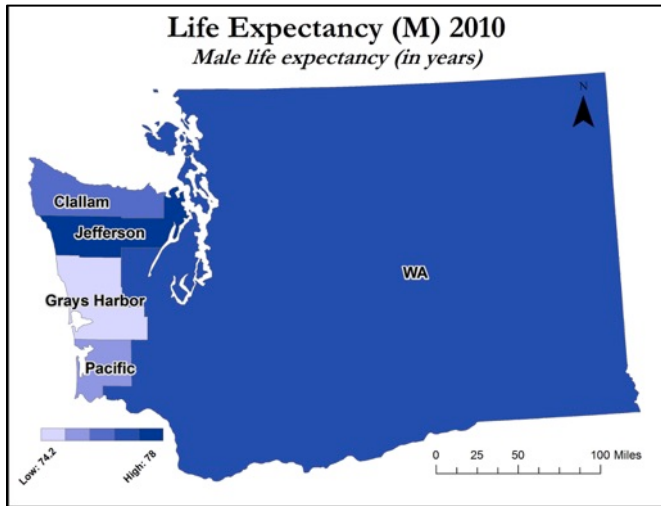 Life Expectancy (M) 2010
Male life expectancy (in years)
N
Clallam
Jefferson
WA
Grays Harbor
Pacific
Low: 74.2
High: 78
0 25 50 100 Miles